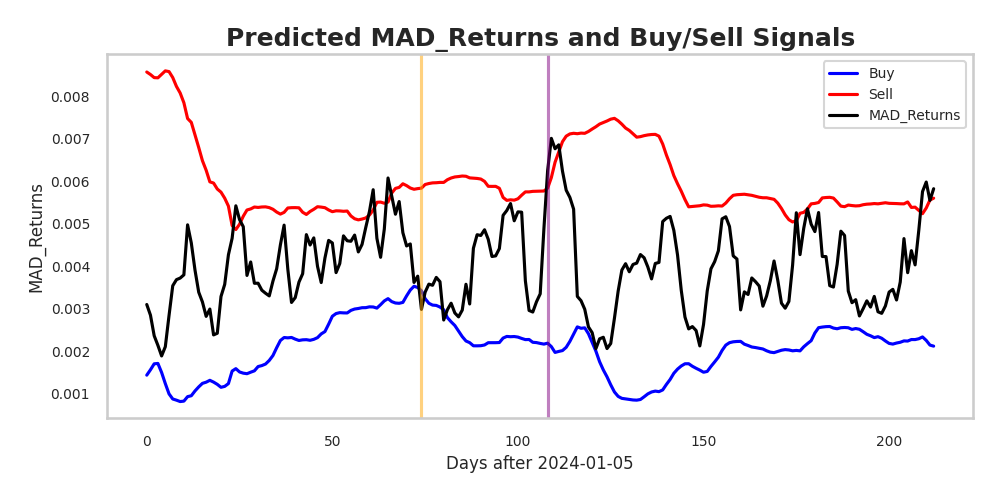 Predicted MAD_Returns and Buy/Sell Signals
Buy
Sell
MAD_Returns
MAD_Returns
0.008
0.007
0.006
0.005
0.004
0.003
0.002
0.001
0 50 100 150 200
Days after 2024-01-05